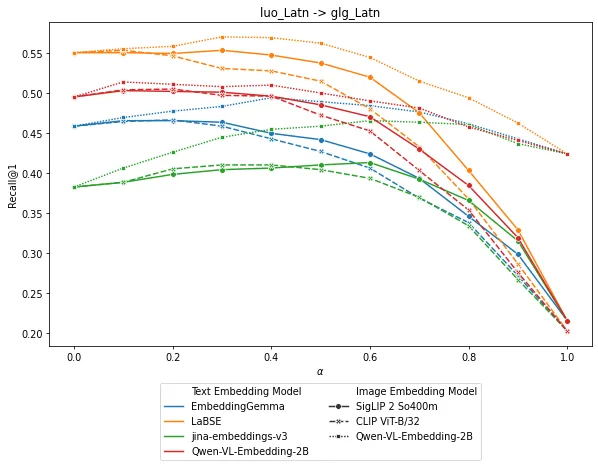 luo_Latn -> glg_Latn
Recall@1
0.55
0.50
0.45
0.40
0.35
0.30
0.25
0.20
0.0 0.2 0.4 0.6 0.8 1.0
α
Text Embedding Model Image Embedding Model
EmbeddingGemma SigLIP 2 So400m
LaBSE CLIP ViT-B/32
jina-embeddings-v3 Qwen-VL-Embedding-2B
Qwen-VL-Embedding-2B